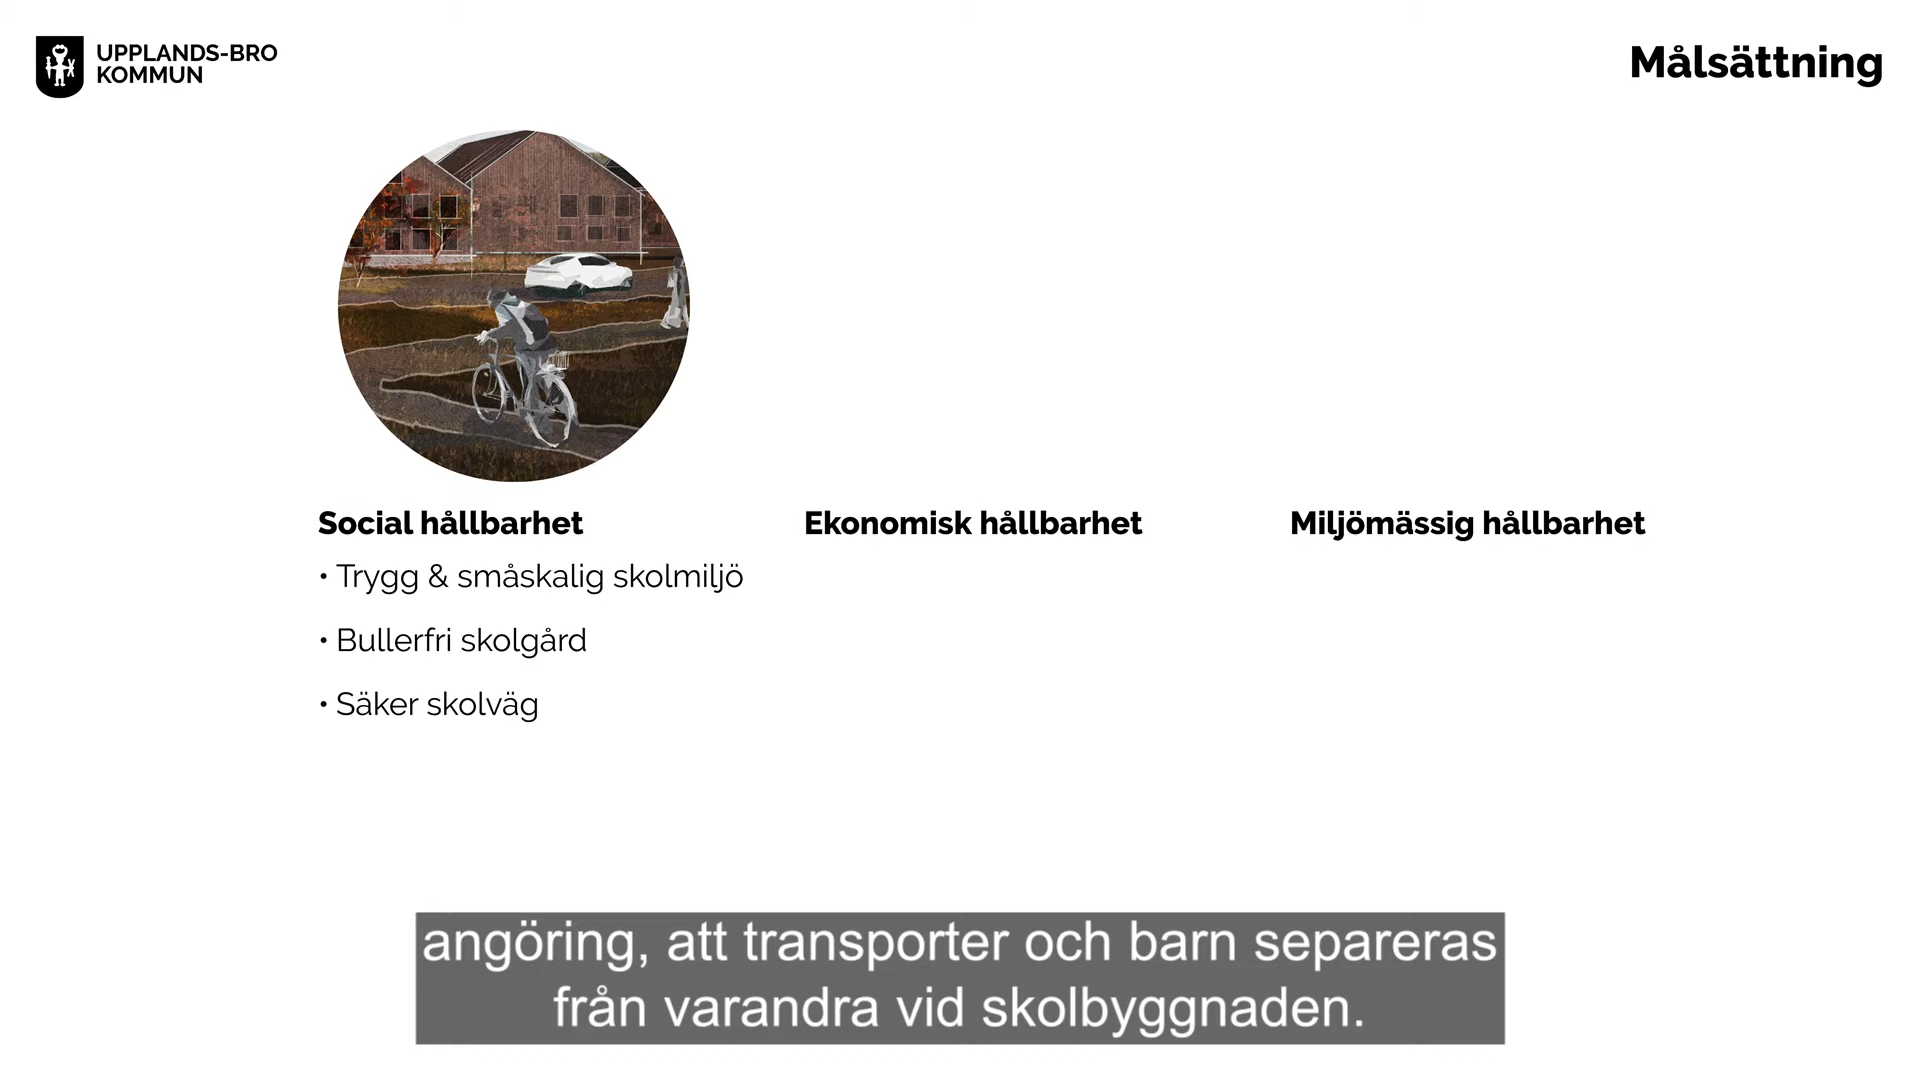 UPPLANDS-BRO
KOMMUN
Målsättning
Social hållbarhet
• Trygg & småskalig skolmiljö
• Bullerfri skolgård
• Säker skolväg
Ekonomisk hållbarhet
Miljömässig hållbarhet
angöring, att transporter och barn separeras
från varandra vid skolbyggnaden.